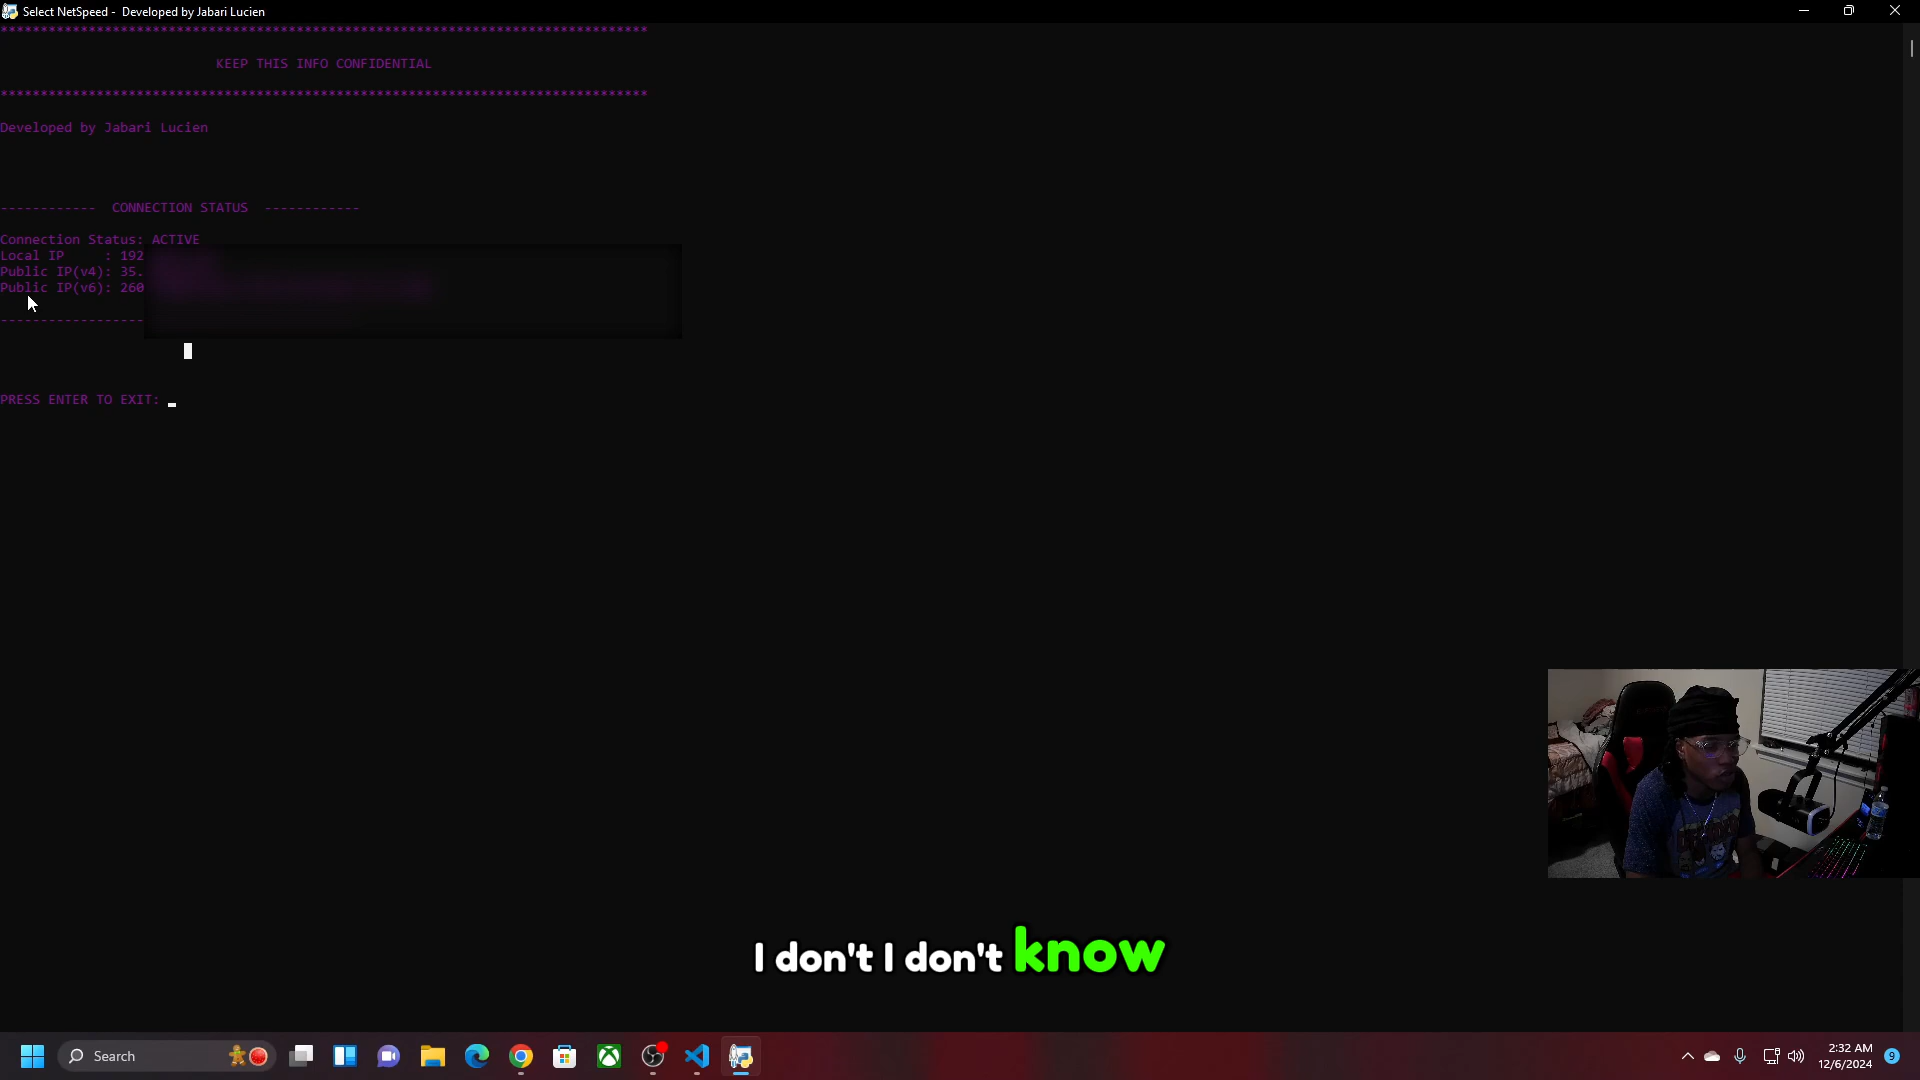 Select NetSpeed - Developed by Jabari Lucien
*********************************************************************************
KEEP THIS INFO CONFIDENTIAL
*********************************************************************************
Developed by Jabari Lucien
------------ CONNECTION STATUS ------------
Connection Status: ACTIVE
Local IP : 192
Public IP(v4): 35.
Public IP(v6): 260
------------------
PRESS ENTER TO EXIT:
I don't I don't know
Search
2:32 AM
12/6/2024
9